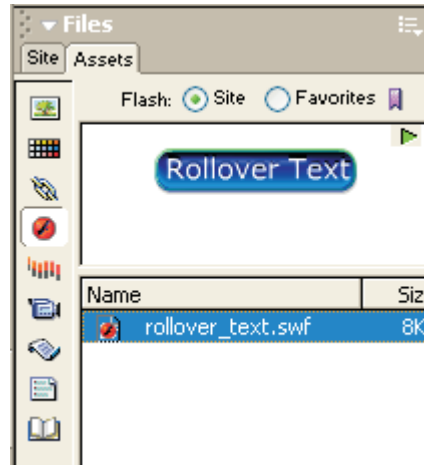 Files
Site Assets
Flash: Site Favorites
Rollover Text
Name Siz
rollover_text.swf 8K